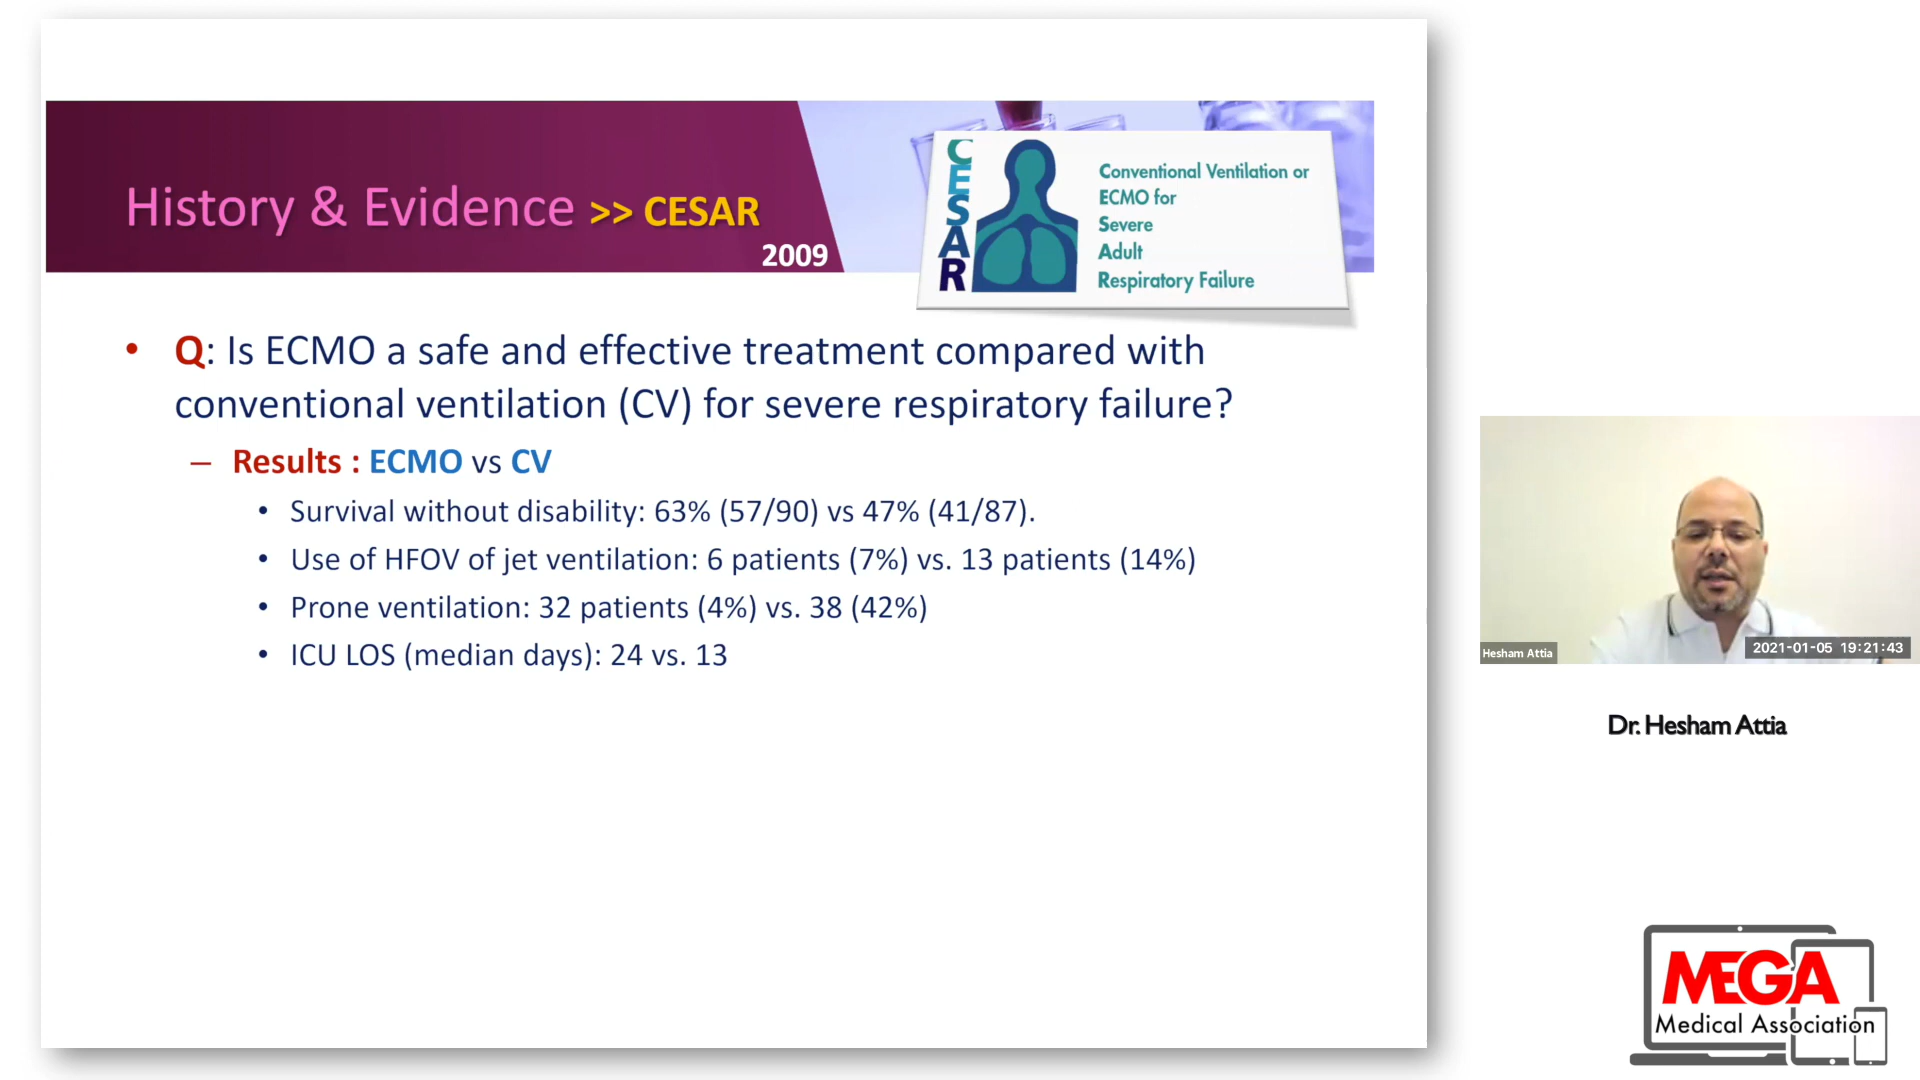 History & Evidence >> CESAR
2009
CESAR
Conventional Ventilation or
ECMO for
Severe
Adult
Respiratory Failure
• Q: Is ECMO a safe and effective treatment compared with
conventional ventilation (CV) for severe respiratory failure?
– Results : ECMO vs CV
• Survival without disability: 63% (57/90) vs 47% (41/87).
• Use of HFOV of jet ventilation: 6 patients (7%) vs. 13 patients (14%)
• Prone ventilation: 32 patients (4%) vs. 38 (42%)
• ICU LOS (median days): 24 vs. 13
Hesham Attia
2021-01-05 19:21:43
Dr. Hesham Attia
MEGA
Medical Association